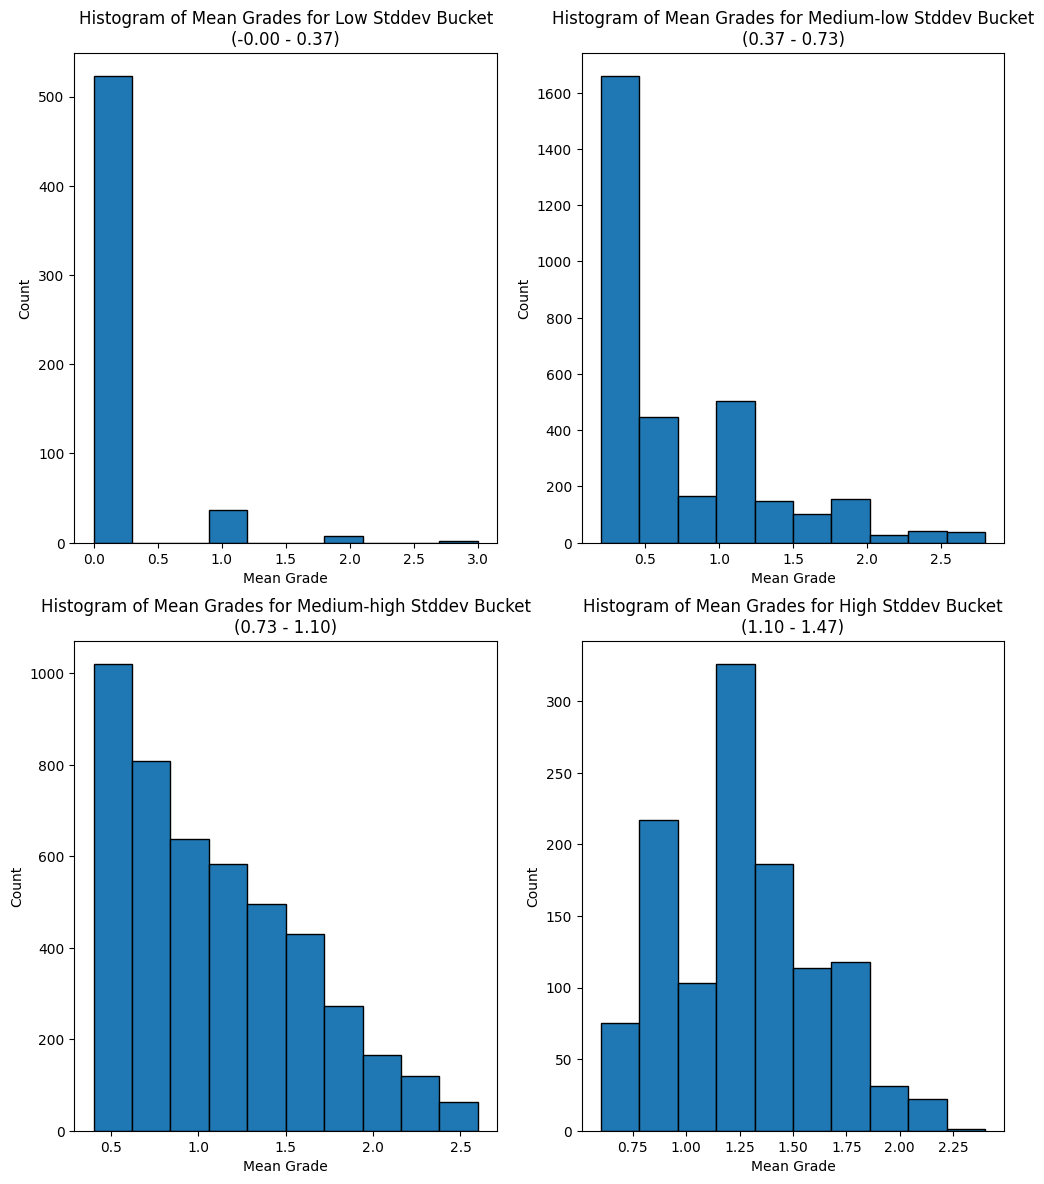 Histogram of Mean Grades for Low Stddev Bucket
(-0.00 - 0.37)
500
400
300
200
100
0
Count
0.0 0.5 1.0 1.5 2.0 2.5 3.0
Mean Grade
Histogram of Mean Grades for Medium-low Stddev Bucket
(0.37 - 0.73)
1600
1400
1200
1000
800
600
400
200
0
Count
0.5 1.0 1.5 2.0 2.5
Mean Grade
Histogram of Mean Grades for Medium-high Stddev Bucket
(0.73 - 1.10)
1000
800
600
400
200
0
Count
0.5 1.0 1.5 2.0 2.5
Mean Grade
Histogram of Mean Grades for High Stddev Bucket
(1.10 - 1.47)
300
250
200
150
100
50
0
Count
0.75 1.00 1.25 1.50 1.75 2.00 2.25
Mean Grade